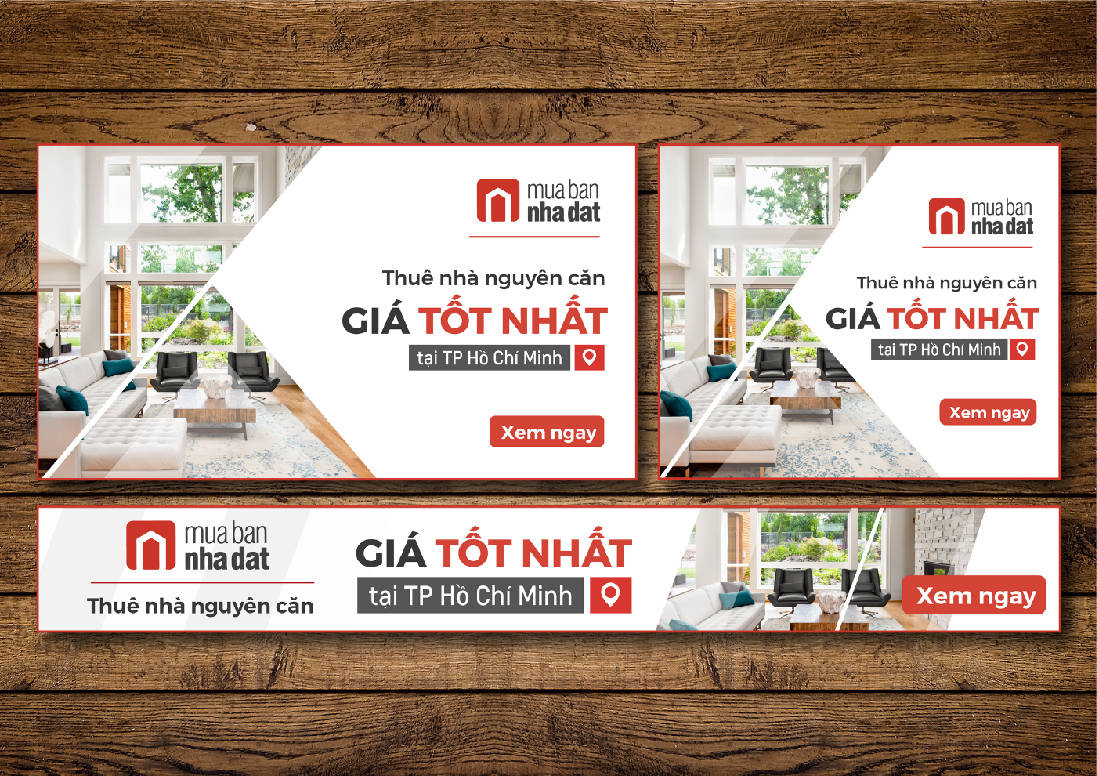 mua ban
nha dat
Thuê nhà nguyên căn
GIÁ TỐT NHẤT
tại TP Hồ Chí Minh
Xem ngay
mua ban
nha dat
Thuê nhà nguyên căn
GIÁ TỐT NHẤT
tại TP Hồ Chí Minh
Xem ngay
mua ban
nha dat
Thuê nhà nguyên căn
GIÁ TỐT NHẤT
tại TP Hồ Chí Minh
Xem ngay